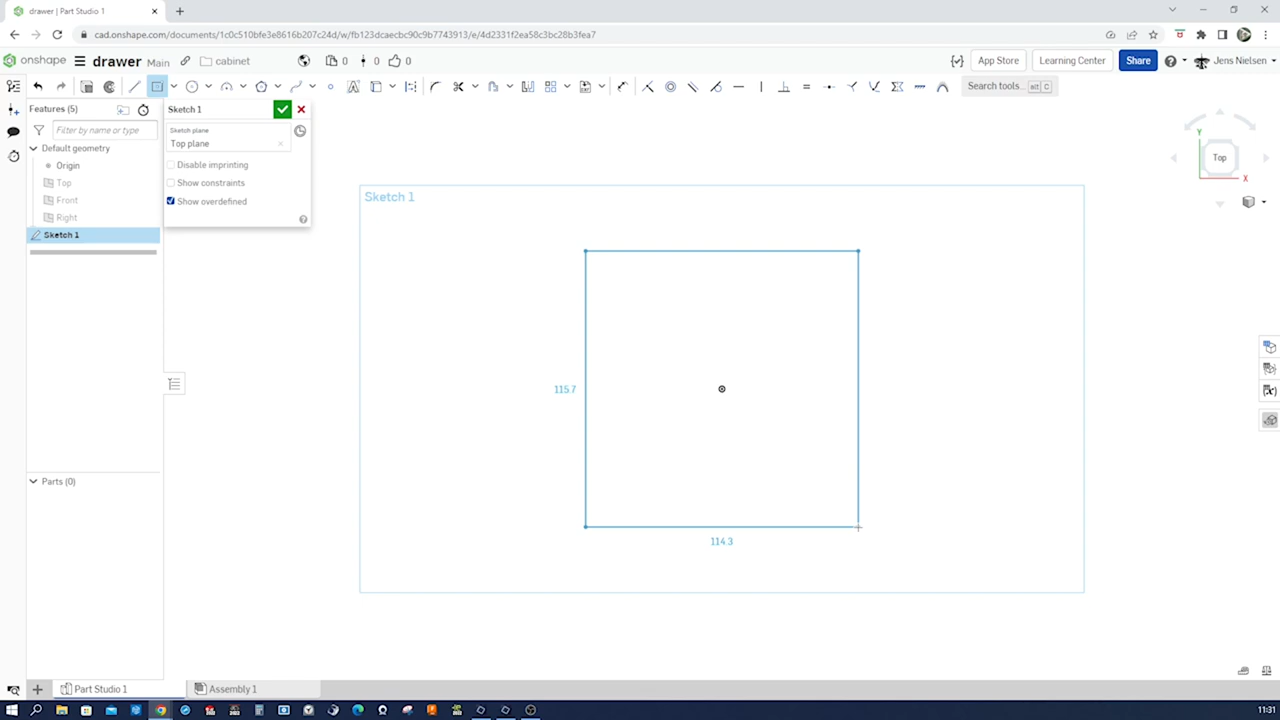 drawer | Part Studio 1
cad.onshape.com/documents/1c0c510bfe3e8616b207c24d/w/fb123dcaecbc90c9b7743913/e/4d2331f2ea58c3bc28b3fea7
onshape
drawer Main
cabinet
0
0
0
App Store
Learning Center
Share
Jens Nielsen
Search tools...
alt
C
Features (5)
Filter by name or type
Default geometry
Origin
Top
Front
Right
Sketch 1
Parts (0)
Sketch 1
Sketch plane
Top plane
Disable imprinting
Show constraints
Show overdefined
Sketch 1
115.7
114.3
Y
Top
X
Part Studio 1
Assembly 1
11:31